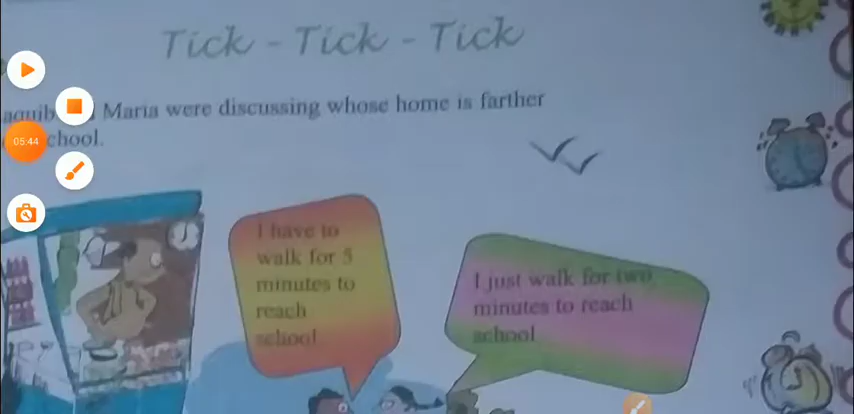 Tick - Tick - Tick
Maria were discussing whose home is farther
chool.
05:44
I have to
walk for 5
minutes to
reach
school
I just walk for two
minutes to reach
school